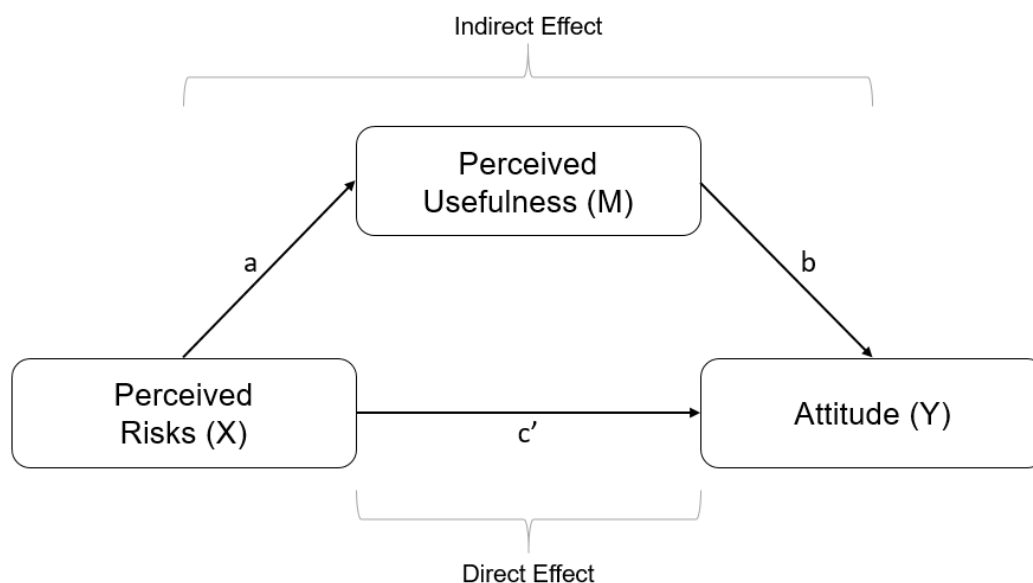 Indirect Effect
Perceived
Usefulness (M)
a
b
Perceived
Risks (X)
c’
Attitude (Y)
Direct Effect